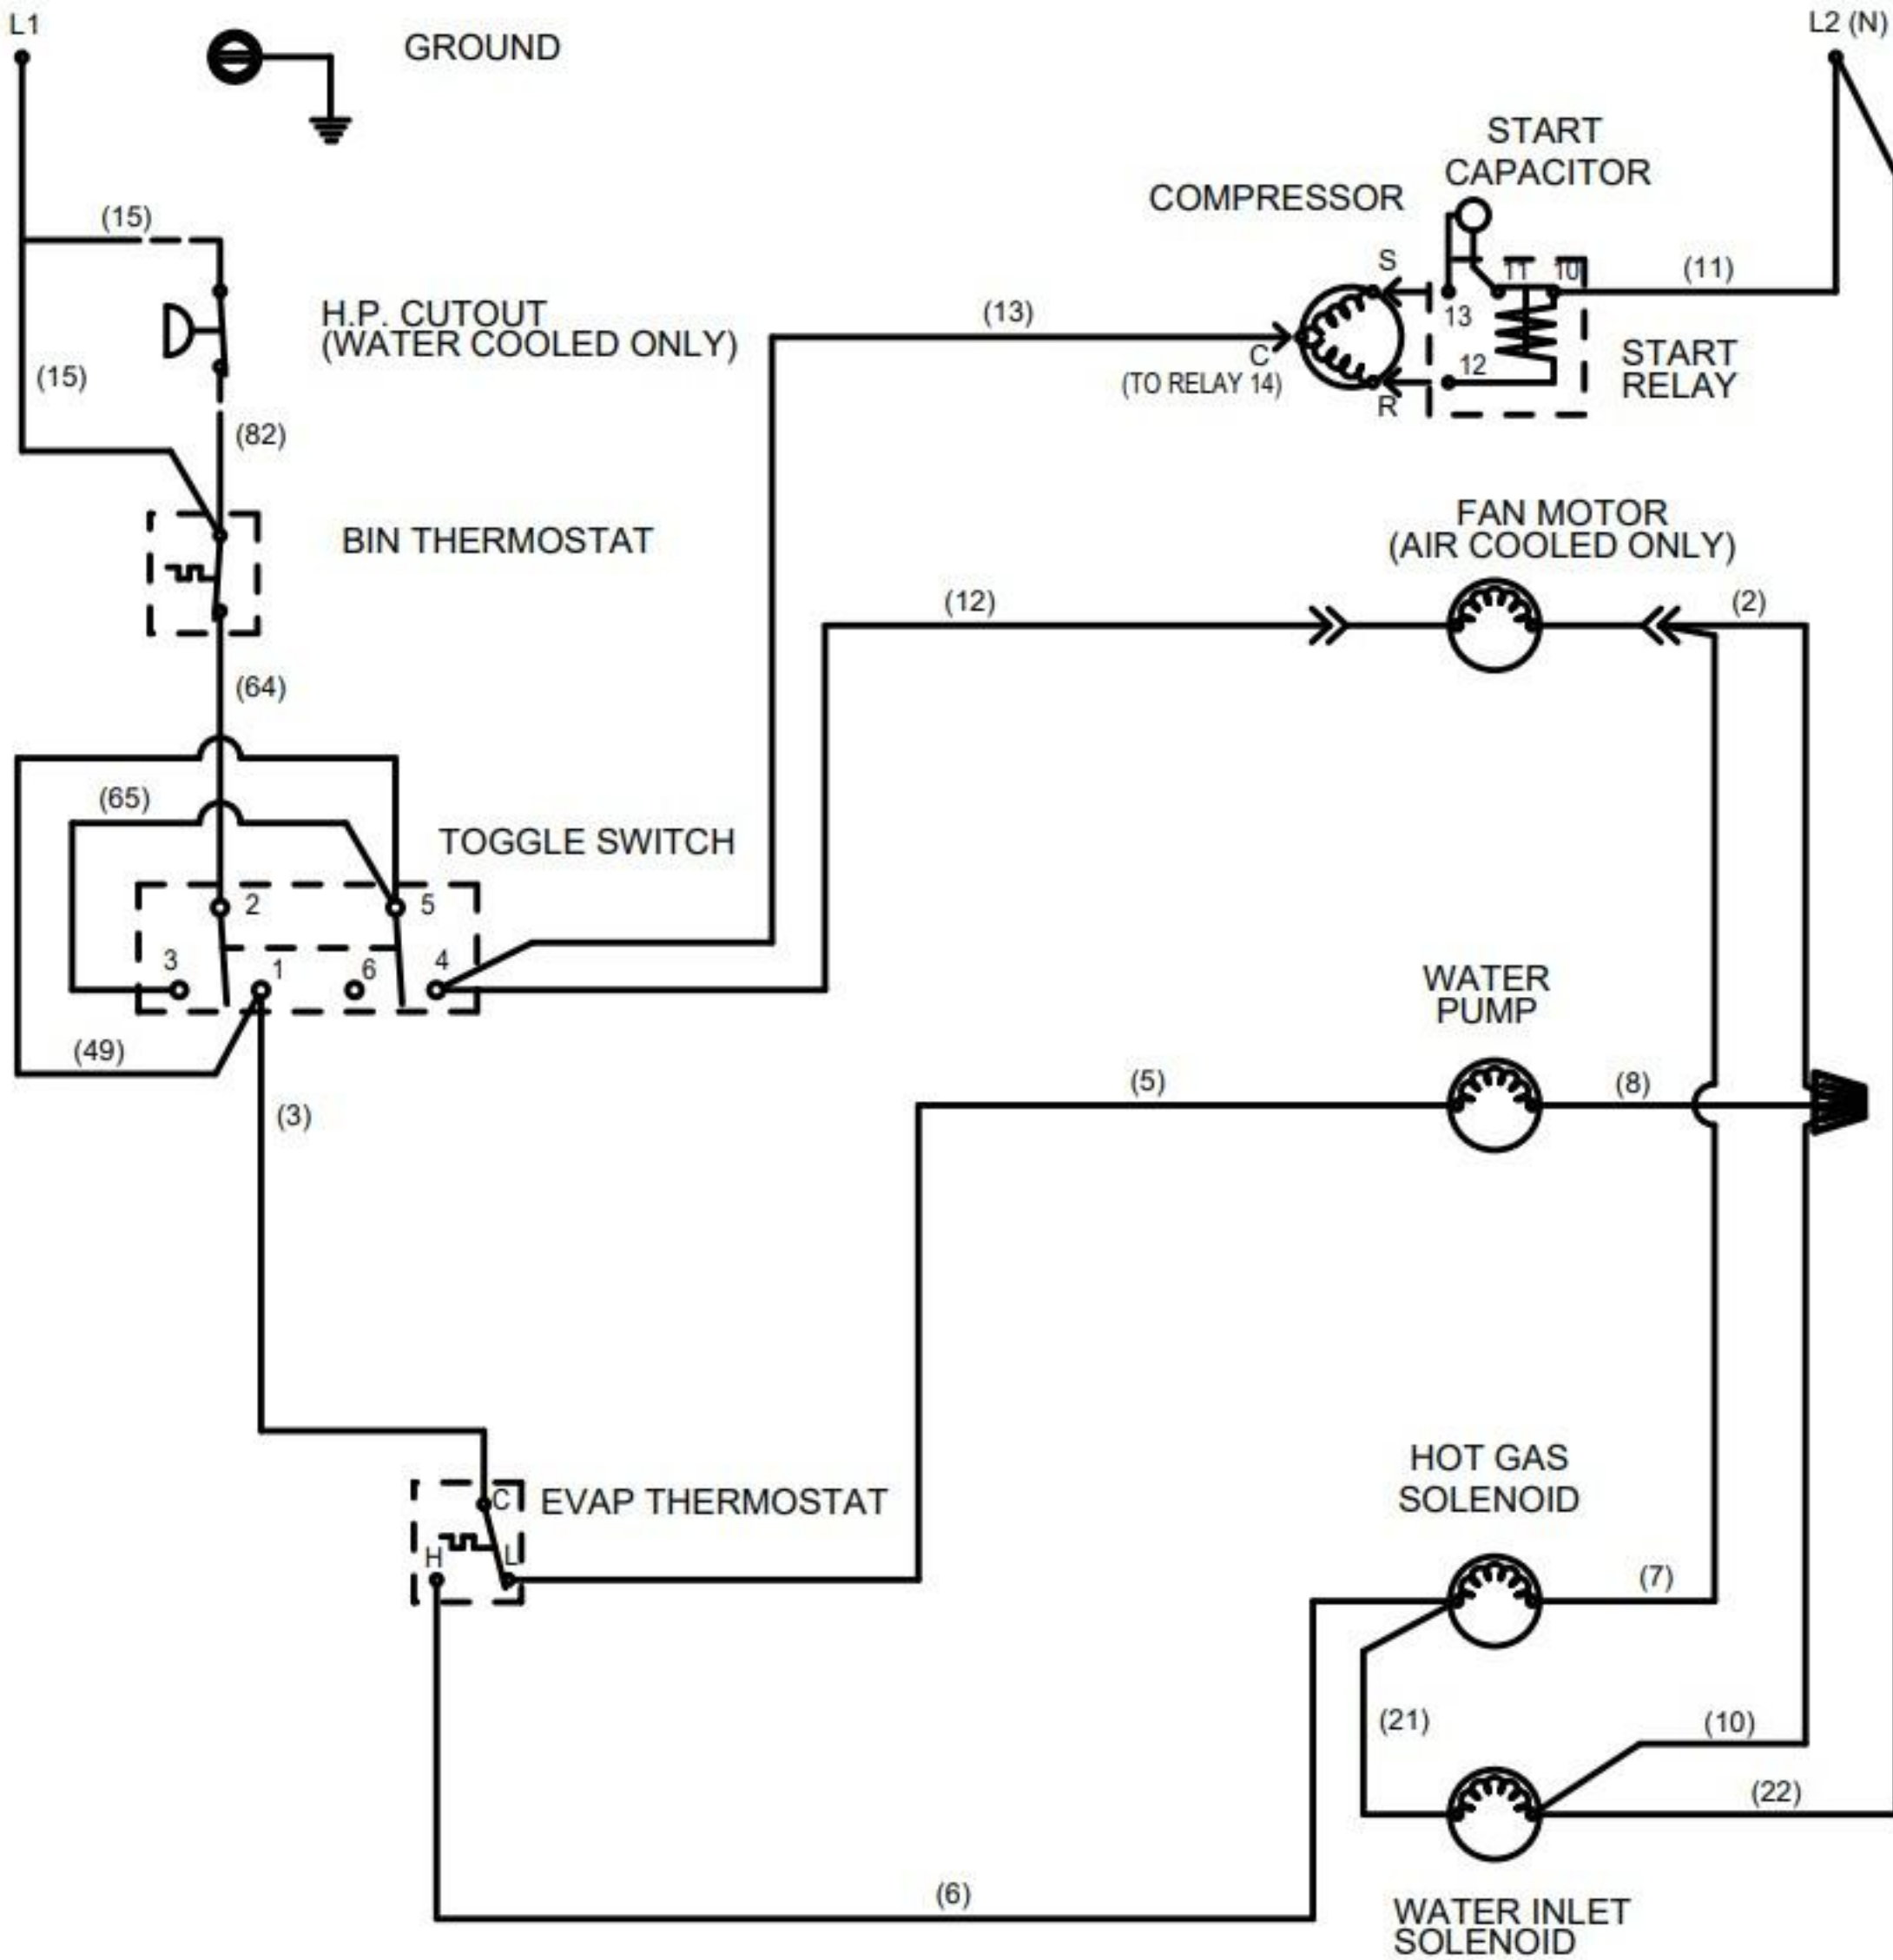 L1
GROUND
L2 (N)
START
CAPACITOR
COMPRESSOR
(15)
S
11
10
(11)
H.P. CUTOUT
(WATER COOLED ONLY)
(13)
13
C
(TO RELAY 14)
12
R
START
RELAY
(15)
(82)
BIN THERMOSTAT
FAN MOTOR
(AIR COOLED ONLY)
(12)
(2)
(64)
(65)
TOGGLE SWITCH
2
5
3
1
6
4
WATER
PUMP
(49)
(3)
(5)
(8)
HOT GAS
SOLENOID
C
EVAP THERMOSTAT
H
L
(7)
(21)
(10)
(22)
(6)
WATER INLET
SOLENOID